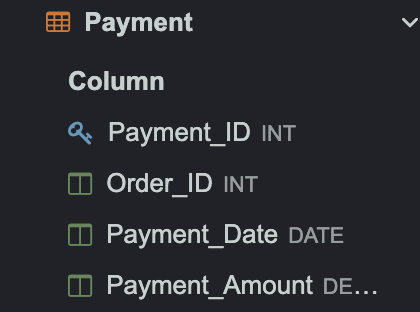 Payment
Column
Payment_ID INT
Order_ID INT
Payment_Date DATE
Payment_Amount DE...